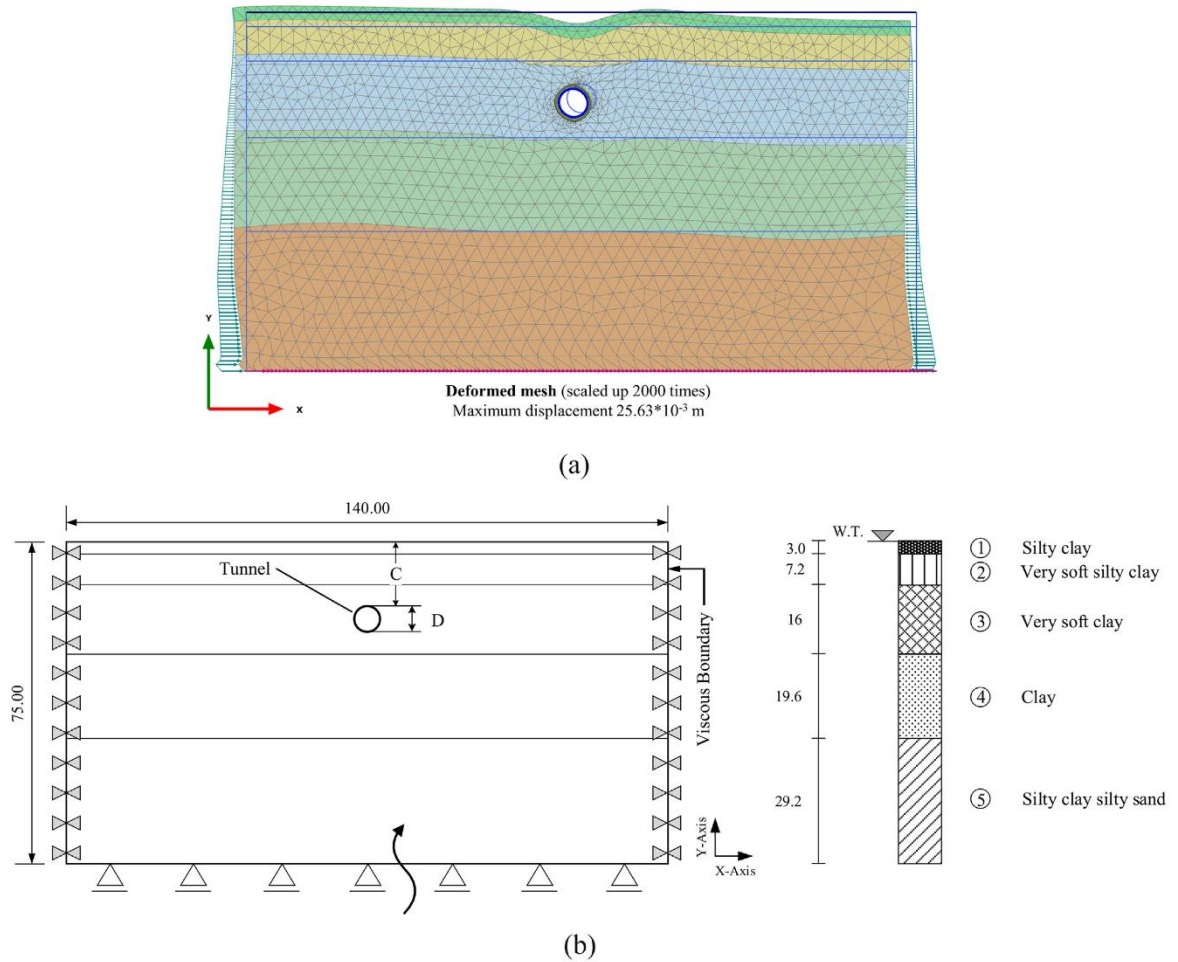 Y
X
Deformed mesh (scaled up 2000 times)
Maximum displacement 25.63*10-3 m
(a)
140.00
W.T.
3.0
1 Silty clay
Tunnel
C
7.2
2 Very soft silty clay
D
16
3 Very soft clay
Viscous Boundary
75.00
19.6
4 Clay
29.2
5 Silty clay silty sand
Y-Axis
X-Axis
(b)